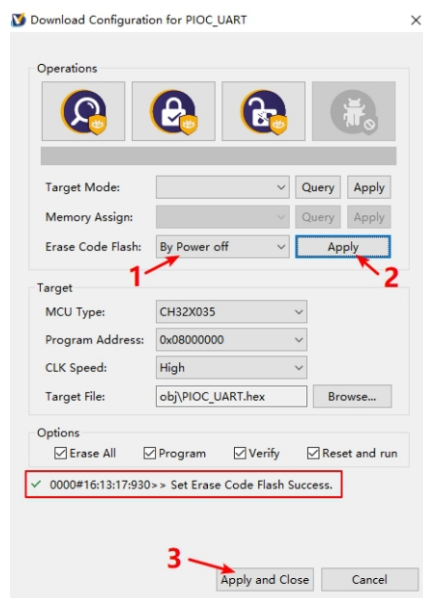 Download Configuration for PIOC_UART
Operations
Target Mode: Query Apply
Memory Assign: Query Apply
Erase Code Flash: By Power off Apply
1 2
Target
MCU Type: CH32X035
Program Address: 0x08000000
CLK Speed: High
Target File: obj\PIOC_UART.hex Browse...
Options
Erase All Program Verify Reset and run
0000#16:13:17:930>> Set Erase Code Flash Success.
3
Apply and Close Cancel